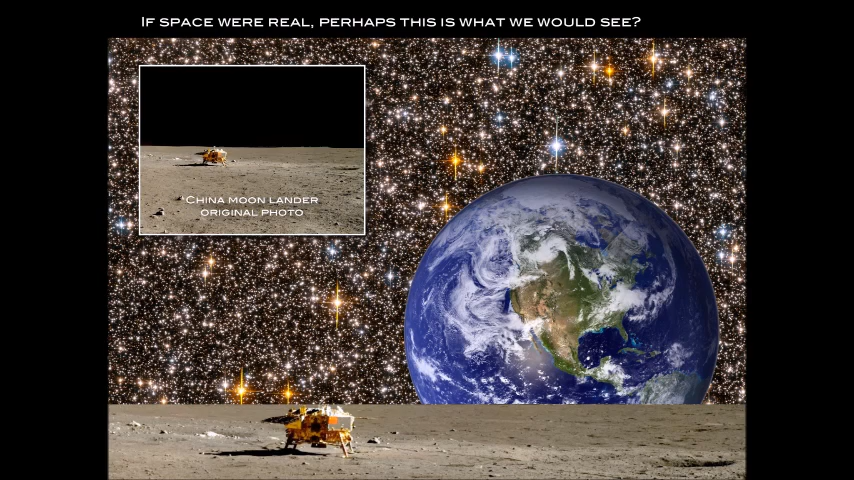 If space were real, perhaps this is what we would see?
*China moon lander
original photo